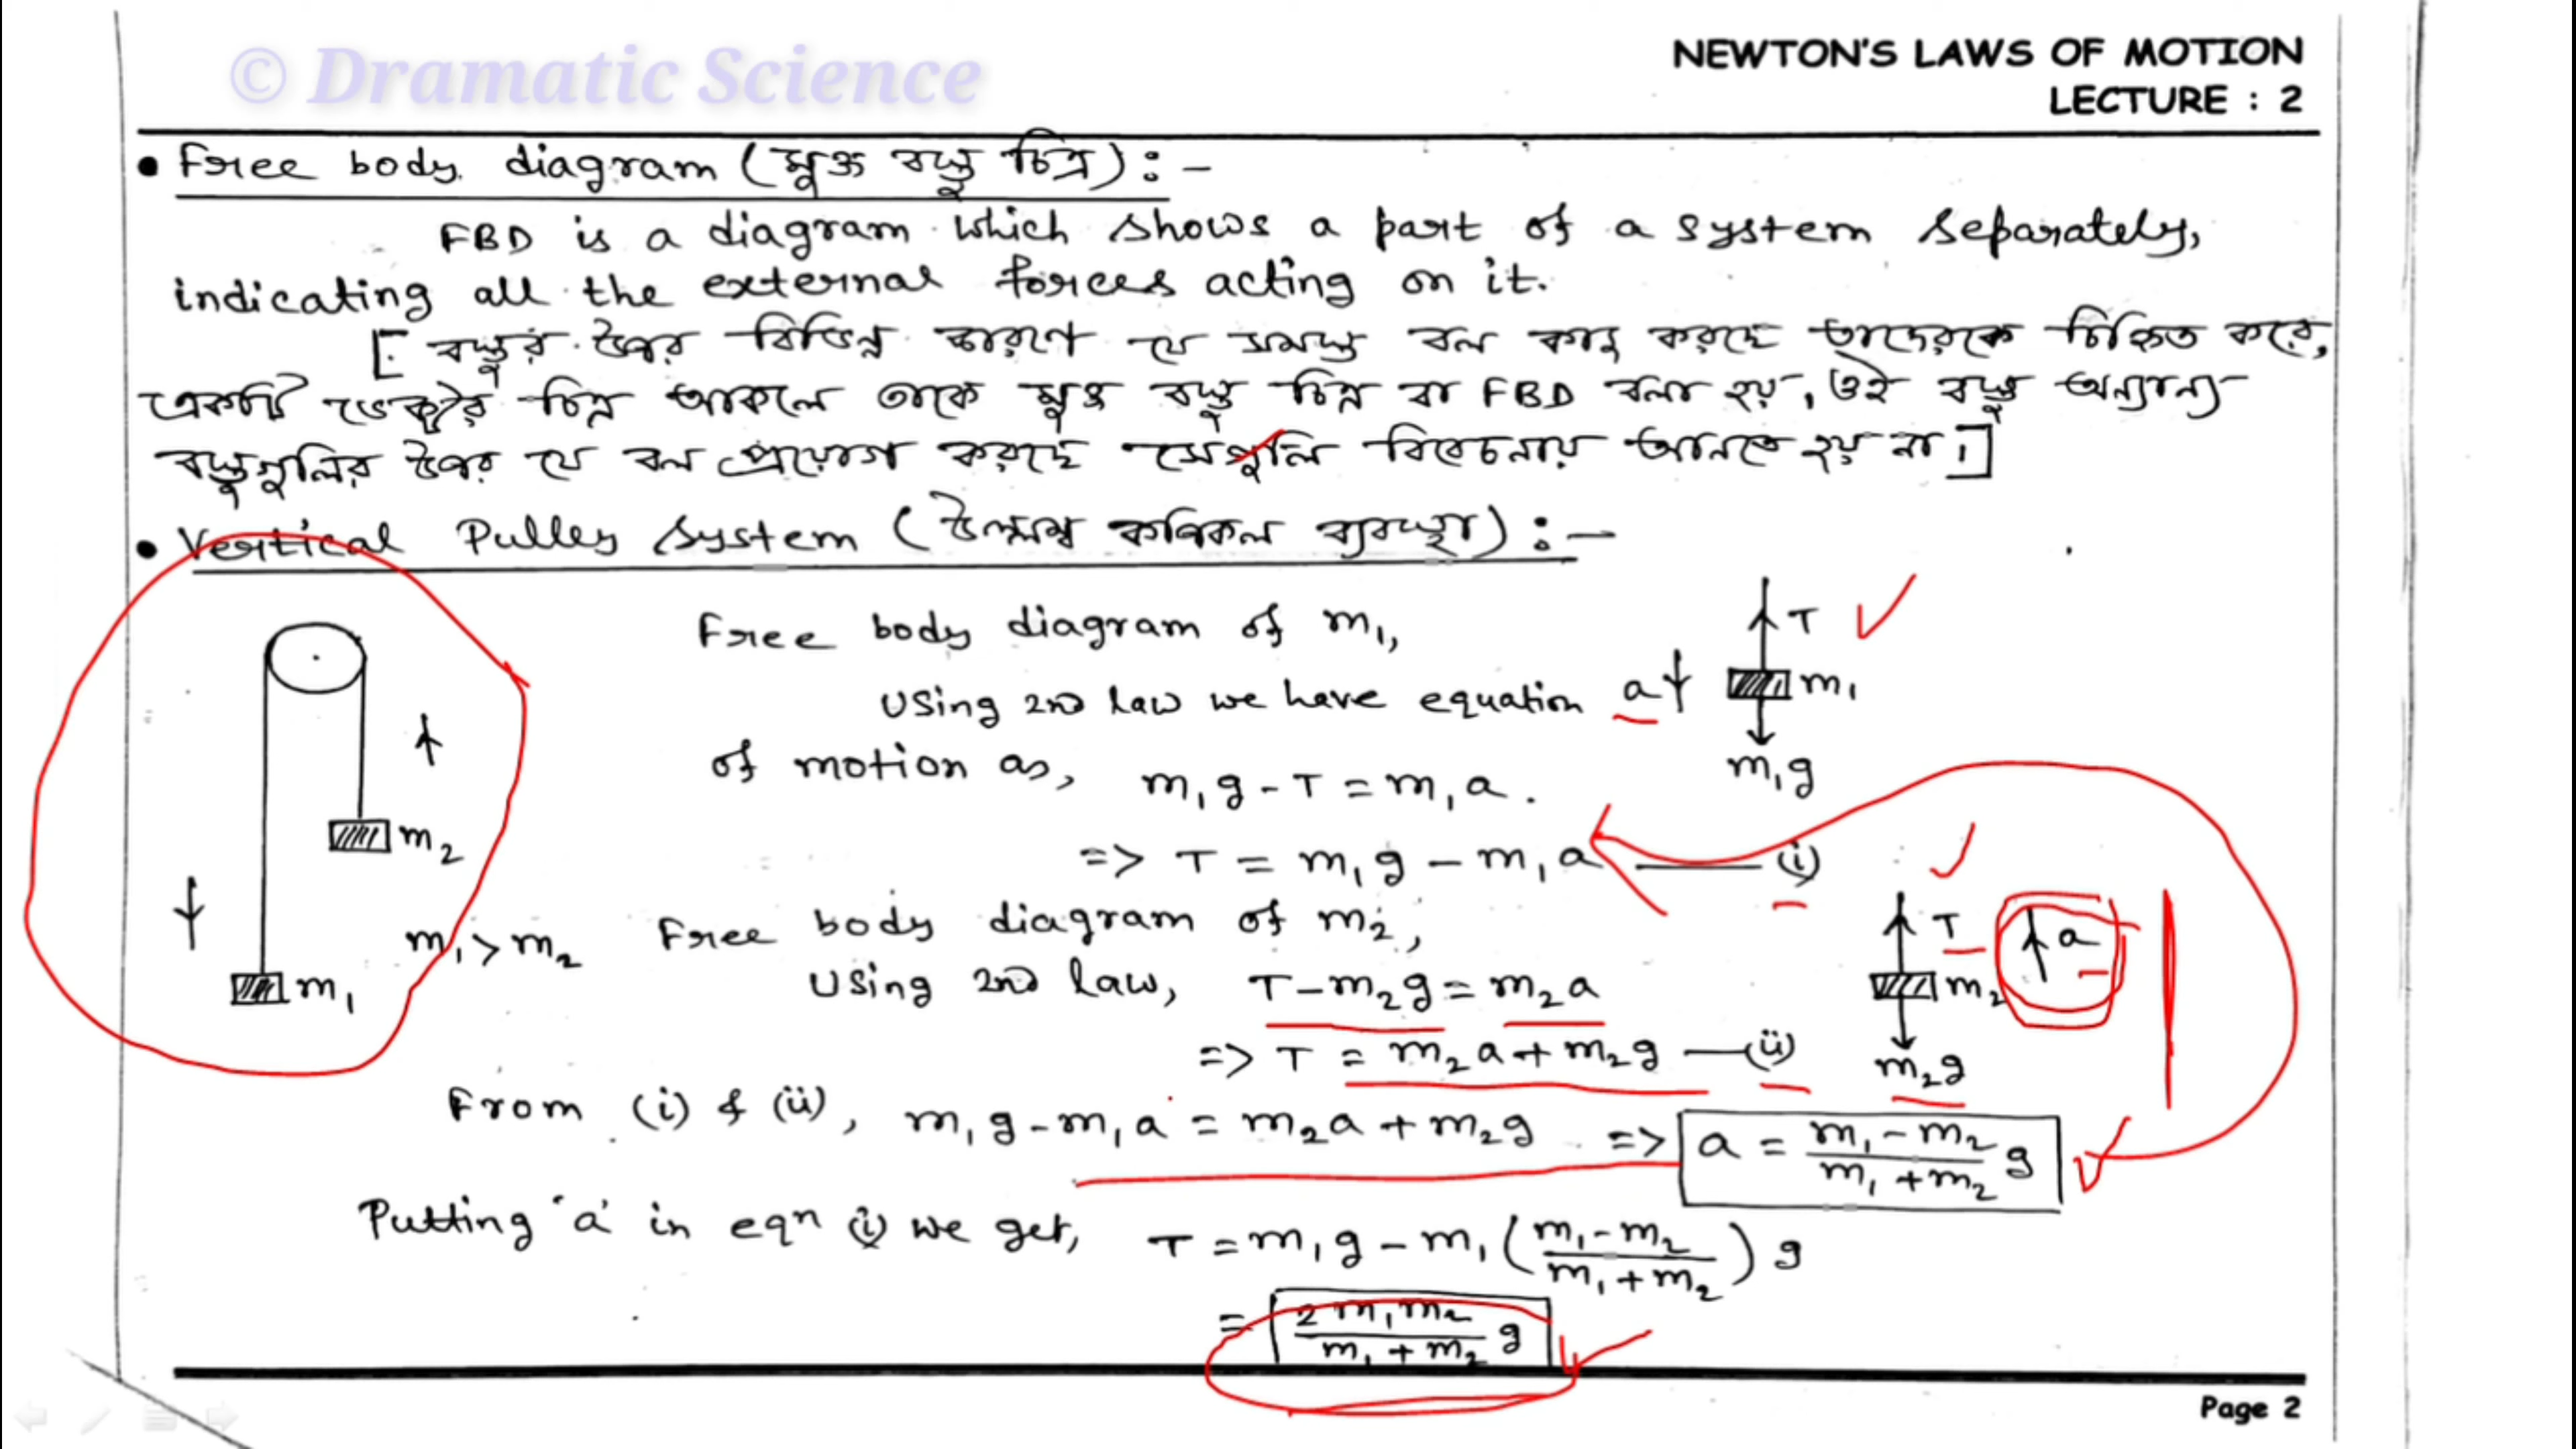 © Dramatic Science
NEWTON'S LAWS OF MOTION
LECTURE : 2
• Free body diagram (মুক্ত বস্তু চিত্র) : -
FBD is a diagram which shows a part of a system separately,
indicating all the external forces acting on it.
[ বস্তুর উপর বিভিন্ন কারণে যে সমস্ত বল কাজ করছে তাদেরকে চিহ্নিত করে,
একটি ভেক্টর চিত্র আঁকলে তাকে মুক্ত বস্তু চিত্র বা FBD বলা হয়, ওই বস্তু অন্যান্য
বস্তুগুলির উপর যে বল প্রয়োগ করছে সেগুলি বিবেচনায় আনতে হয় না।]
• Vertical Pulley System (উল্লম্ব কপিকল ব্যবস্থা) : -
Free body diagram of m₁,
T
Using 2nd law we have equation
a
m₁
of motion as, m₁g - T = m₁a.
m₁g
m₂
=> T = m₁g - m₁a — (i)
m₁ > m₂
Free body diagram of m₂,
T
a
m₁
Using 2nd law, T - m₂g = m₂a
m₂
=> T = m₂a + m₂g — (ii)
m₂g
From (i) & (ii), m₁g - m₁a = m₂a + m₂g => a = (m₁ - m₂)/(m₁ + m₂) g
Putting 'a' in eqn (i) we get, T = m₁g - m₁ ((m₁ - m₂)/(m₁ + m₂)) g
= (2 m₁m₂)/(m₁ + m₂) g
Page 2